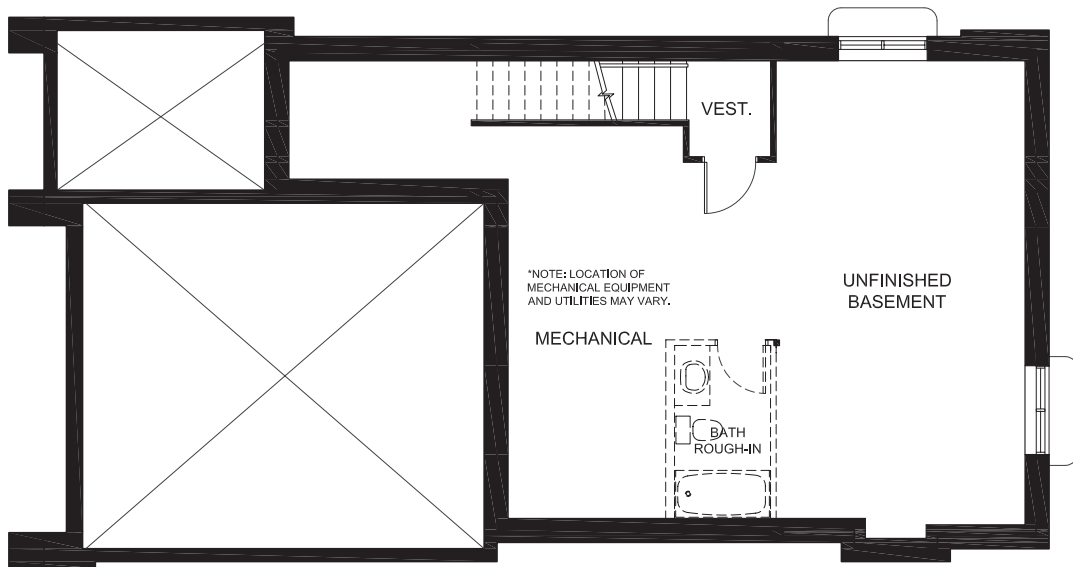 VEST.
*NOTE: LOCATION OF
MECHANICAL EQUIPMENT
AND UTILITIES MAY VARY.
UNFINISHED
BASEMENT
MECHANICAL
BATH
ROUGH-IN